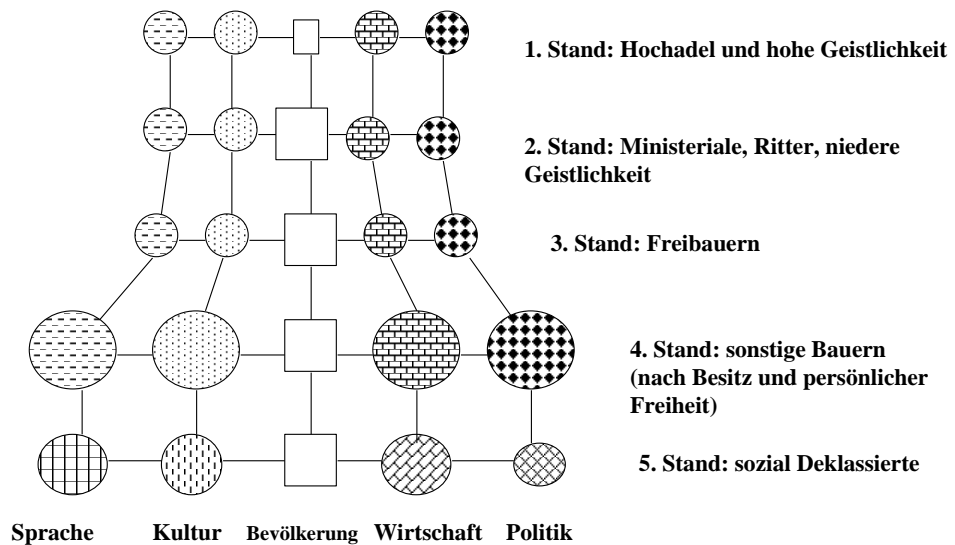 1. Stand: Hochadel und hohe Geistlichkeit
2. Stand: Ministeriale, Ritter, niedere
Geistlichkeit
3. Stand: Freibauern
4. Stand: sonstige Bauern
(nach Besitz und persönlicher
Freiheit)
5. Stand: sozial Deklassierte
Sprache Kultur Bevölkerung Wirtschaft Politik